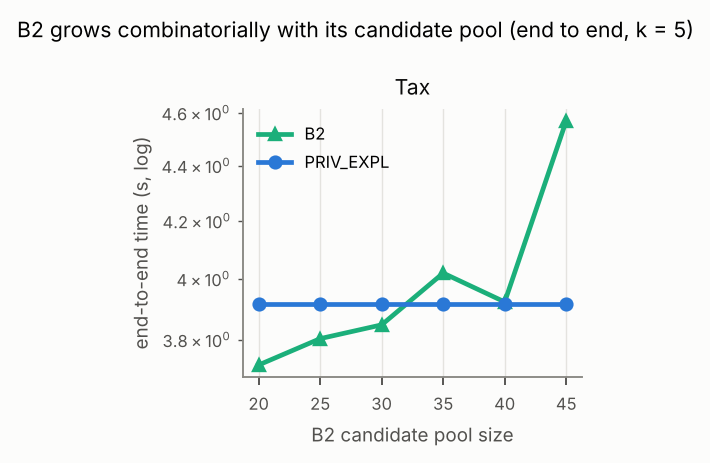 B2 grows combinatorially with its candidate pool (end to end, k = 5)
Tax
4.6 × 10⁰
4.4 × 10⁰
4.2 × 10⁰
4 × 10⁰
3.8 × 10⁰
end-to-end time (s, log)
B2
PRIV_EXPL
20 25 30 35 40 45
B2 candidate pool size